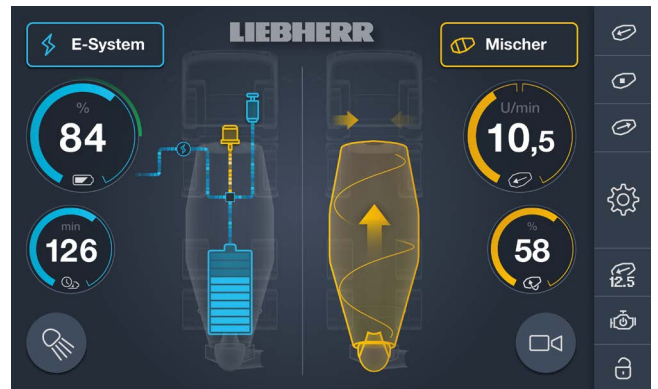 E-System
LIEBHERR
Mischer
%
84
U/min
10,5
min
126
%
58
12.5